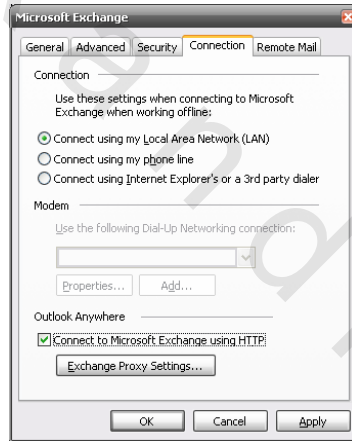 Microsoft Exchange
General Advanced Security Connection Remote Mail
Connection
Use these settings when connecting to Microsoft
Exchange when working offline:
Connect using my Local Area Network (LAN)
Connect using my phone line
Connect using Internet Explorer's or a 3rd party dialer
Modem
Use the following Dial-Up Networking connection:
Properties... Add...
Outlook Anywhere
Connect to Microsoft Exchange using HTTP
Exchange Proxy Settings...
OK Cancel Apply